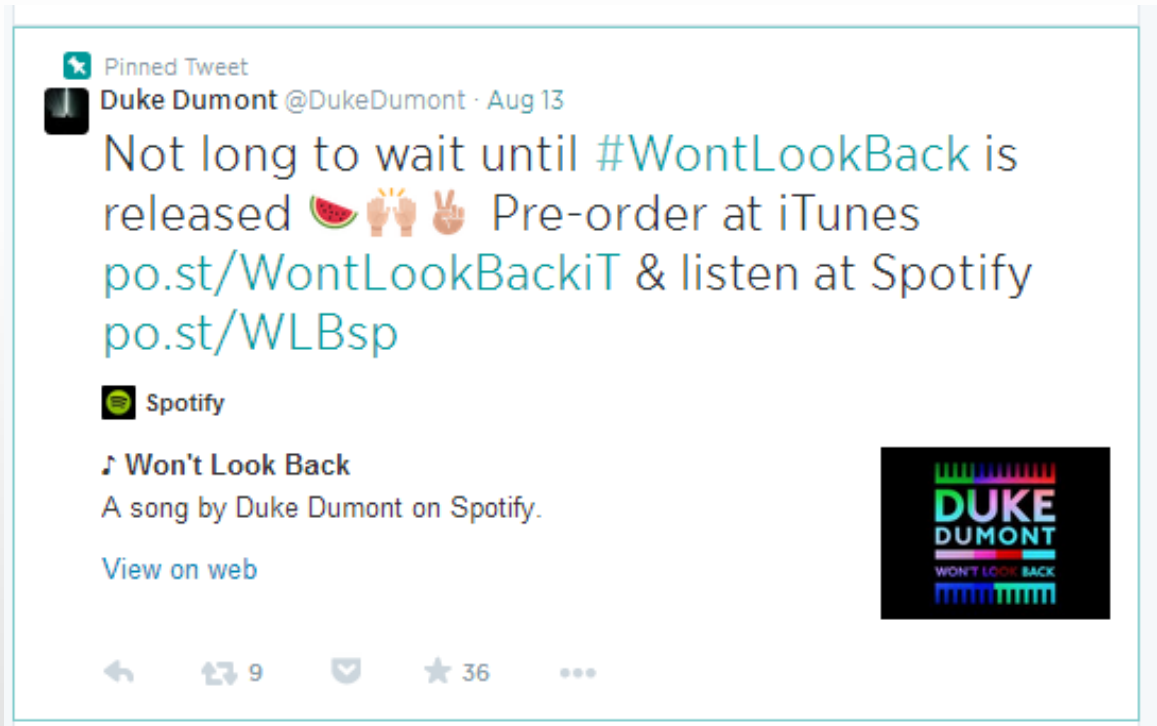 Pinned Tweet
Duke Dumont @DukeDumont · Aug 13
Not long to wait until #WontLookBack is
released 🍉🙌✌ Pre-order at iTunes
po.st/WontLookBackiT & listen at Spotify
po.st/WLBsp
Spotify
♪ Won't Look Back
A song by Duke Dumont on Spotify.
View on web
DUKE
DUMONT
WON'T LOOK BACK
9 36